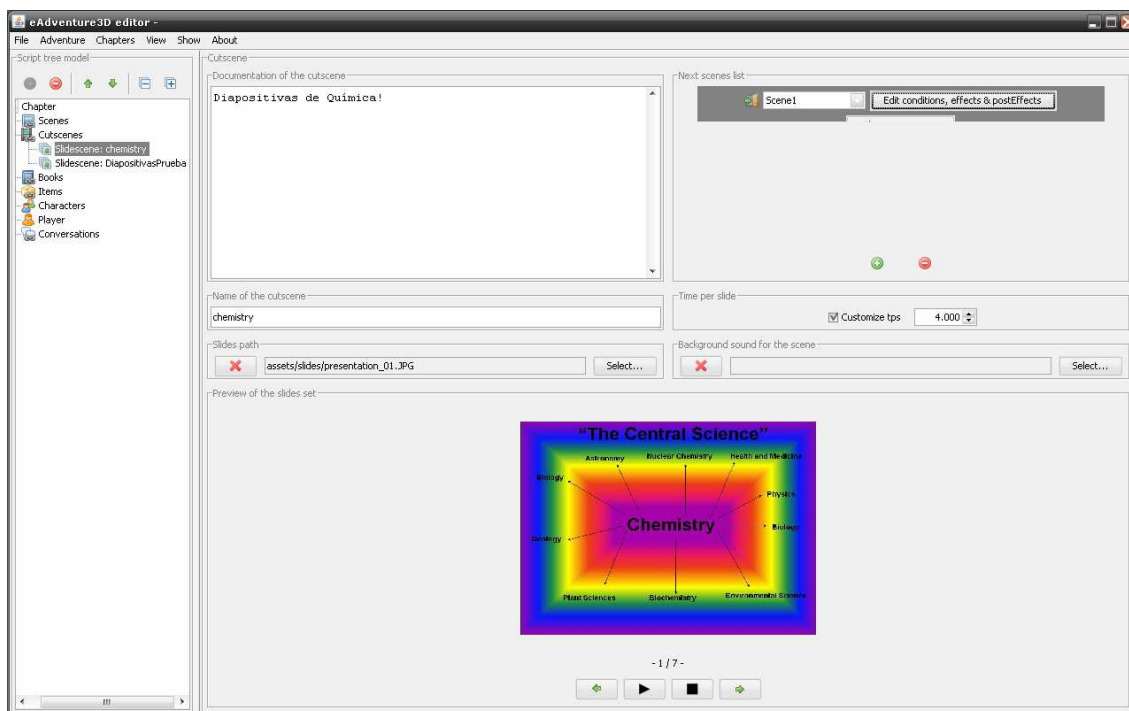 eAdventure3D editor -
File Adventure Chapters View Show About
Script tree model
Chapter
Scenes
Cutscenes
Slidescene: chemistry
Slidescene: DiapositivasPrueba
Books
Items
Characters
Player
Conversations
Cutscene
Documentation of the cutscene
Diapositivas de Química!
Next scenes list
Scene1 Edit conditions, effects & postEffects
Name of the cutscene
chemistry
Time per slide
Customize tps 4.000
Slides path
assets/slides/presentation_01.JPG Select...
Background sound for the scene
Select...
Preview of the slides set
"The Central Science"
Astronomy Nuclear Chemistry Health and Medicine
Biology
Physics
Chemistry Biology
Geology
Plant Sciences Biochemistry Environmental Science
- 1 / 7 -